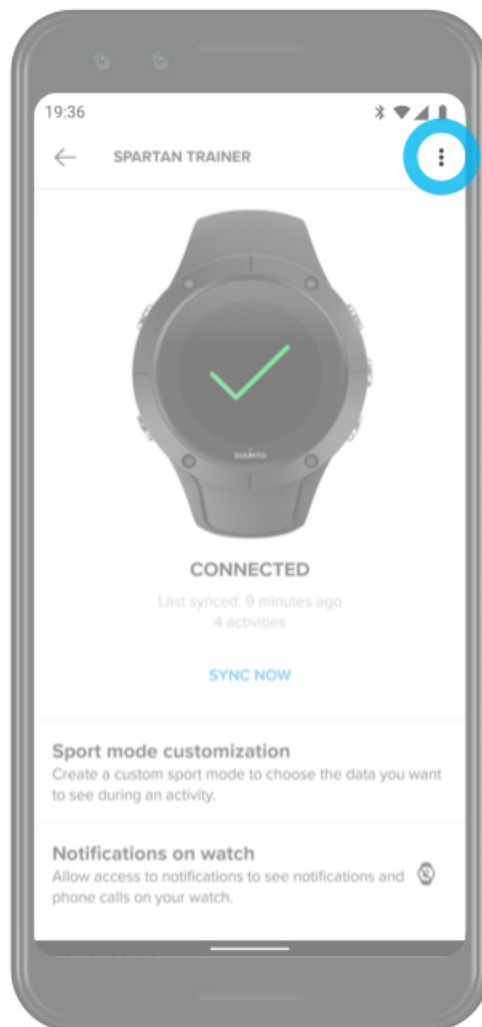 19:36
SPARTAN TRAINER
SUUNTO
CONNECTED
Last synced: 9 minutes ago
4 activities
SYNC NOW
Sport mode customization
Create a custom sport mode to choose the data you want
to see during an activity.
Notifications on watch
Allow access to notifications to see notifications and
phone calls on your watch.